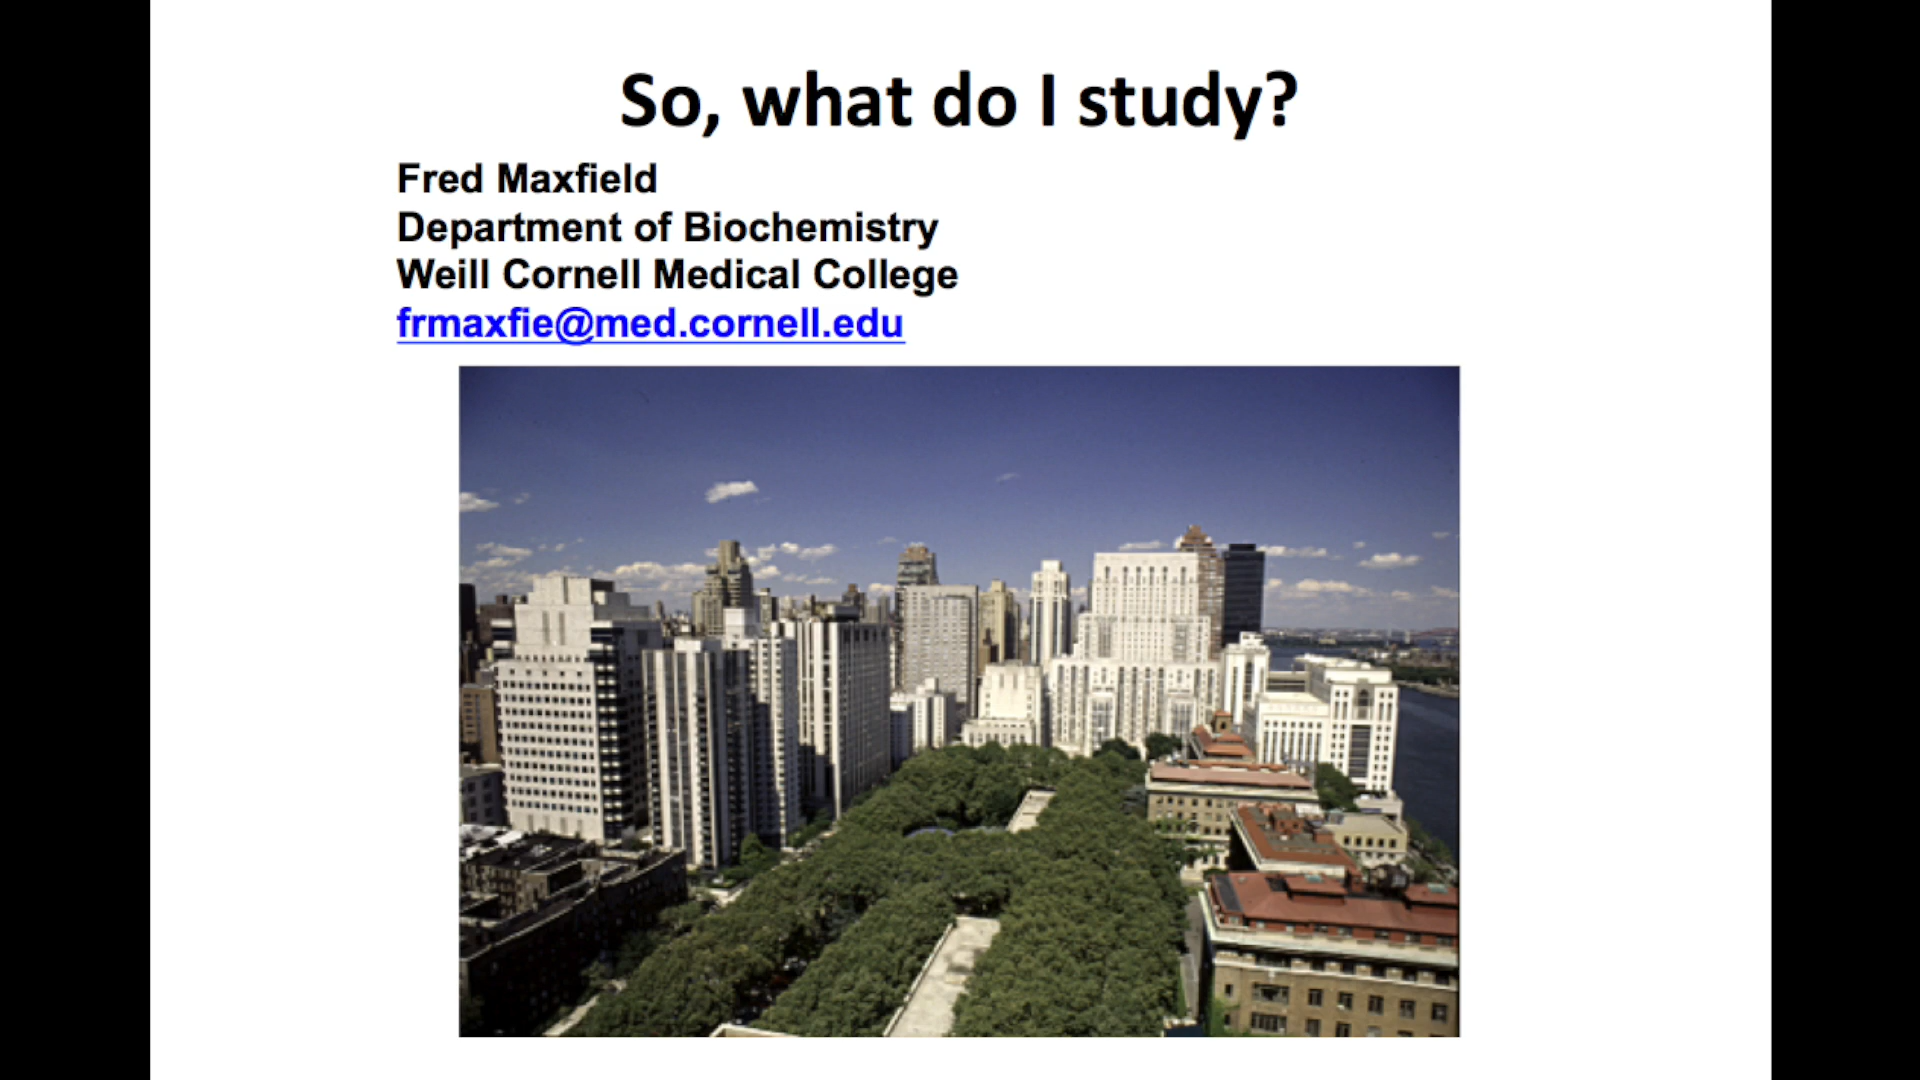 So, what do I study?
Fred Maxfield
Department of Biochemistry
Weill Cornell Medical College
frmaxfie@med.cornell.edu